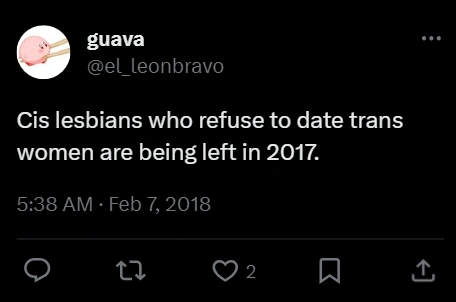 guava
@el_leonbravo
Cis lesbians who refuse to date trans
women are being left in 2017.
5:38 AM · Feb 7, 2018
2